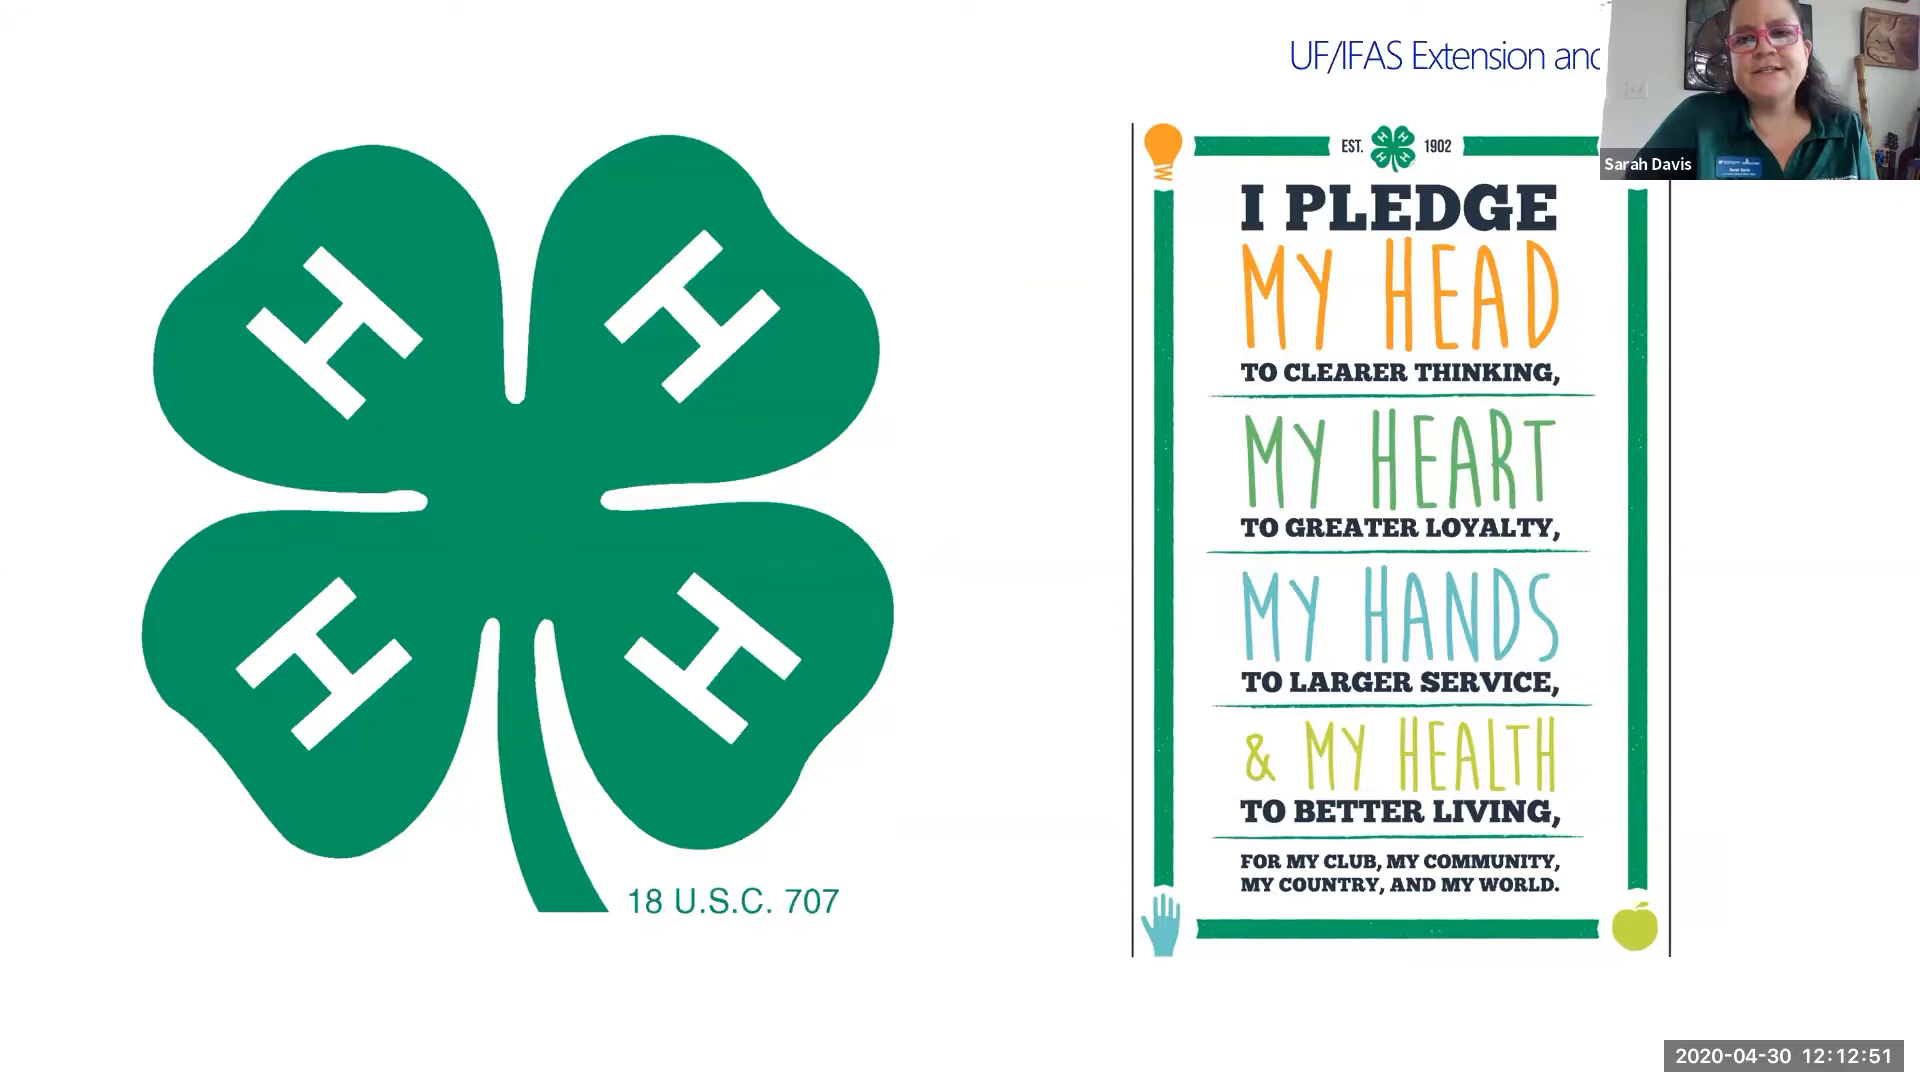 UF/IFAS Extension and
Sarah Davis
H H
H H
18 U.S.C. 707
EST. H H H H 1902
I PLEDGE
MY HEAD
TO CLEARER THINKING,
MY HEART
TO GREATER LOYALTY,
MY HANDS
TO LARGER SERVICE,
& MY HEALTH
TO BETTER LIVING,
FOR MY CLUB, MY COMMUNITY,
MY COUNTRY, AND MY WORLD.
2020-04-30 12:12:51